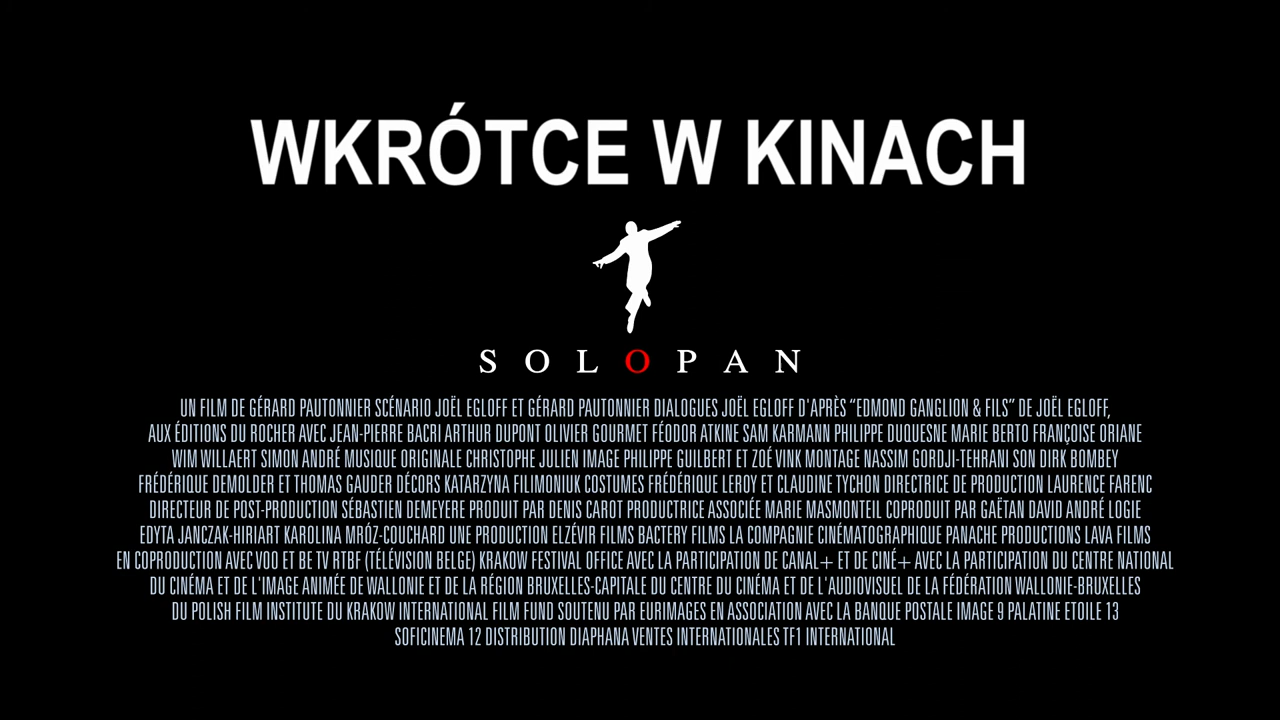 WKRÓTCE W KINACH
SOLOPAN
UN FILM DE GÉRARD PAUTONNIER SCÉNARIO JOËL EGLOFF ET GÉRARD PAUTONNIER DIALOGUES JOËL EGLOFF D'APRÈS “EDMOND GANGLION & FILS” DE JOËL EGLOFF,
AUX ÉDITIONS DU ROCHER AVEC JEAN-PIERRE BACRI ARTHUR DUPONT OLIVIER GOURMET FÉODOR ATKINE SAM KARMANN PHILIPPE DUQUESNE MARIE BERTO FRANÇOISE ORIANE
WIM WILLAERT SIMON ANDRÉ MUSIQUE ORIGINALE CHRISTOPHE JULIEN IMAGE PHILIPPE GUILBERT ET ZOÉ VINK MONTAGE NASSIM GORDJI-TEHRANI SON DIRK BOMBEY
FRÉDÉRIQUE DEMOLDER ET THOMAS GAUDER DÉCORS KATARZYNA FILIMONIUK COSTUMES FRÉDÉRIQUE LEROY ET CLAUDINE TYCHON DIRECTRICE DE PRODUCTION LAURENCE FARENC
DIRECTEUR DE POST-PRODUCTION SÉBASTIEN DEMEYERE PRODUIT PAR DENIS CAROT PRODUCTRICE ASSOCIÉE MARIE MASMONTEIL COPRODUIT PAR GAËTAN DAVID ANDRÉ LOGIE
EDYTA JANCZAK-HIRIART KAROLINA MRÓZ-COUCHARD UNE PRODUCTION ELZÉVIR FILMS BACTERY FILMS LA COMPAGNIE CINÉMATOGRAPHIQUE PANACHE PRODUCTIONS LAVA FILMS
EN COPRODUCTION AVEC VOO ET BE TV RTBF (TÉLÉVISION BELGE) KRAKOW FESTIVAL OFFICE AVEC LA PARTICIPATION DE CANAL+ ET DE CINÉ+ AVEC LA PARTICIPATION DU CENTRE NATIONAL
DU CINÉMA ET DE L'IMAGE ANIMÉE DE WALLONIE ET DE LA RÉGION BRUXELLES-CAPITALE DU CENTRE DU CINÉMA ET DE L'AUDIOVISUEL DE LA FÉDÉRATION WALLONIE-BRUXELLES
DU POLISH FILM INSTITUTE DU KRAKOW INTERNATIONAL FILM FUND SOUTENU PAR EURIMAGES EN ASSOCIATION AVEC LA BANQUE POSTALE IMAGE 9 PALATINE ETOILE 13
SOFICINEMA 12 DISTRIBUTION DIAPHANA VENTES INTERNATIONALES TF1 INTERNATIONAL